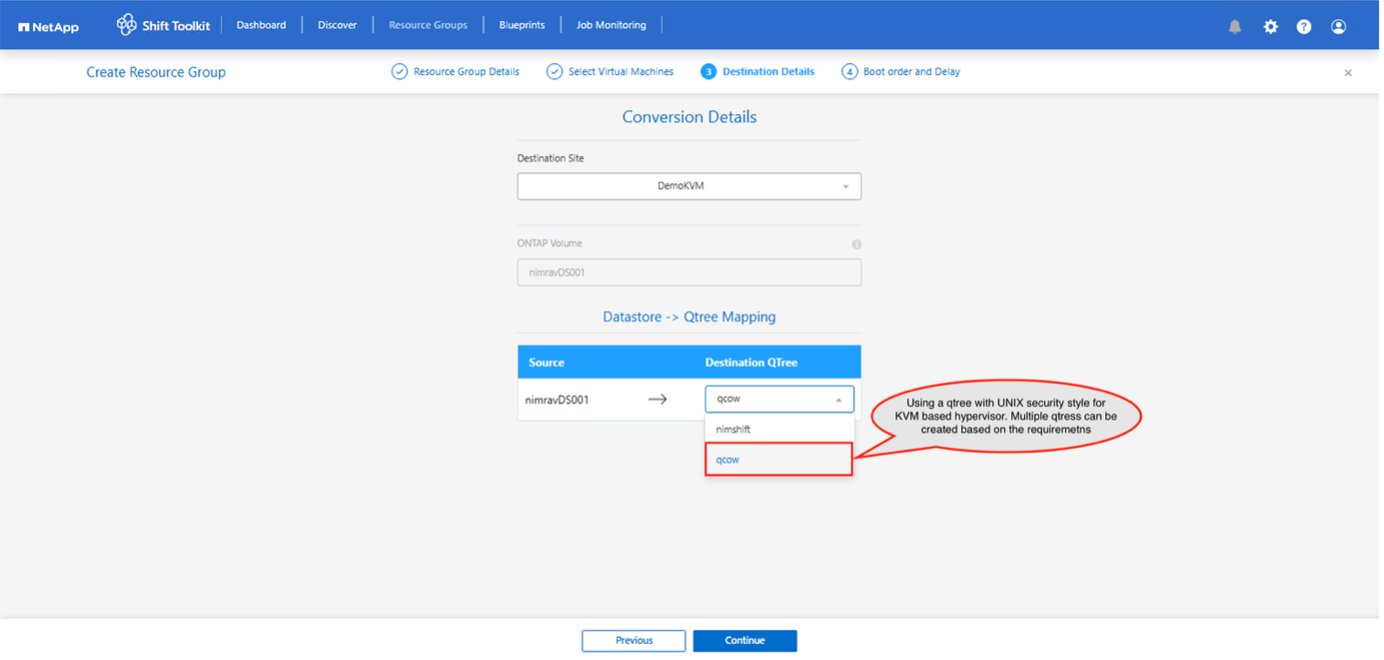 NetApp
Shift Toolkit
Dashboard
Discover
Resource Groups
Blueprints
Job Monitoring
?
Create Resource Group
Resource Group Details
Select Virtual Machines
3 Destination Details
4 Boot order and Delay
Conversion Details
Destination Site
DemoKVM
ONTAP Volume
nimravDS001
Datastore -> Qtree Mapping
Source
Destination QTree
nimravDS001
qcow
nimshift
qcow
Using a qtree with UNIX security style for
KVM based hypervisor. Multiple qtress can be
created based on the requiremetns
Previous
Continue